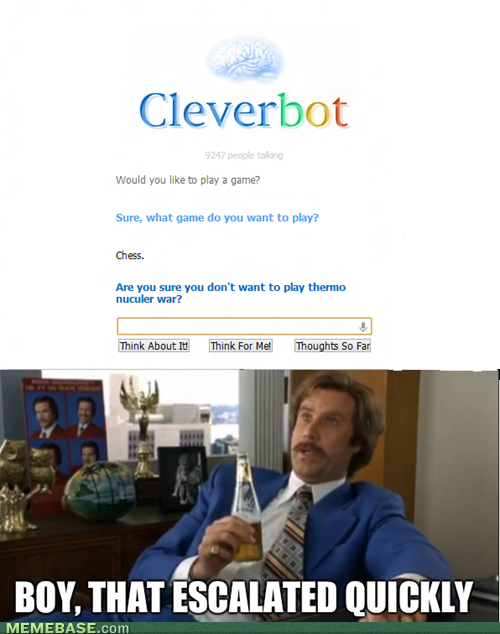 Cleverbot
9247 people talking
Would you like to play a game?
Sure, what game do you want to play?
Chess.
Are you sure you don't want to play thermo
nuculer war?
Think About It!
Think For Me!
Thoughts So Far
BOY, THAT ESCALATED QUICKLY
MEMEBASE.com